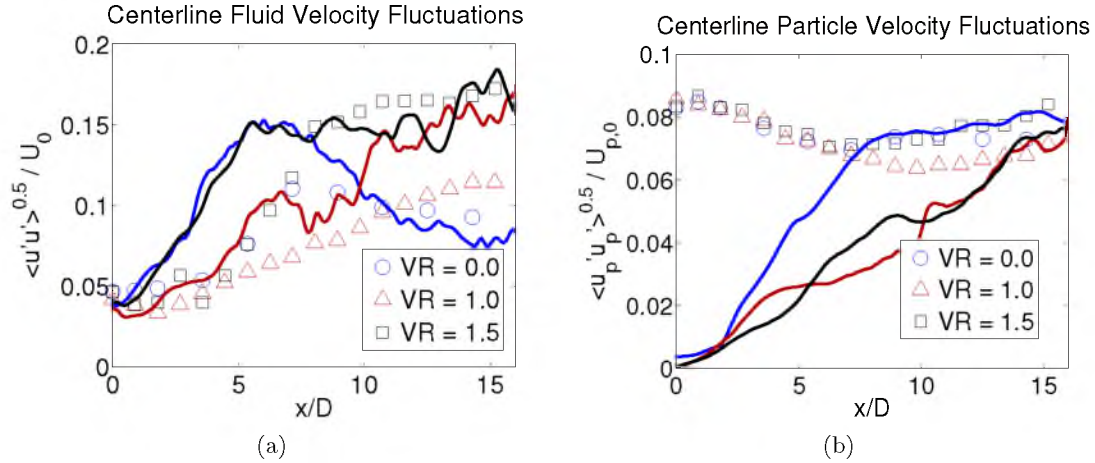 Centerline Fluid Velocity Fluctuations
0.2
0.15
0.1
0.05
0
<u'u'>^0.5 / U_0
0
5
10
15
x/D
VR = 0.0
VR = 1.0
VR = 1.5
(a)
Centerline Particle Velocity Fluctuations
0.1
0.08
0.06
0.04
0.02
0
<u_p'u_p'>^0.5 / U_p,0
0
5
10
15
x/D
VR = 0.0
VR = 1.0
VR = 1.5
(b)